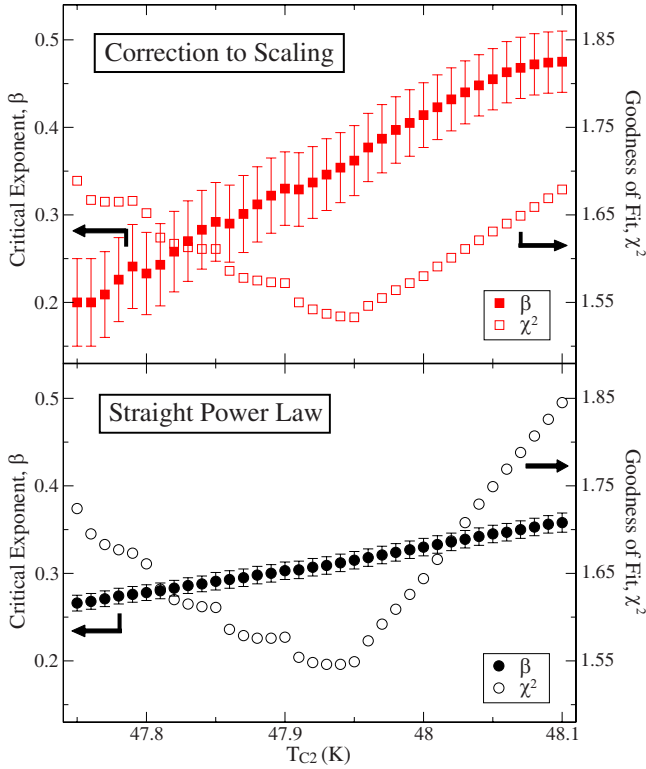 Correction to Scaling
Critical Exponent, β
Goodness of Fit, χ²
0.5
0.4
0.3
0.2
1.85
1.75
1.65
1.55
β
χ²
Straight Power Law
Critical Exponent, β
Goodness of Fit, χ²
0.5
0.4
0.3
0.2
1.85
1.75
1.65
1.55
β
χ²
47.8 47.9 48 48.1
T_C2 (K)